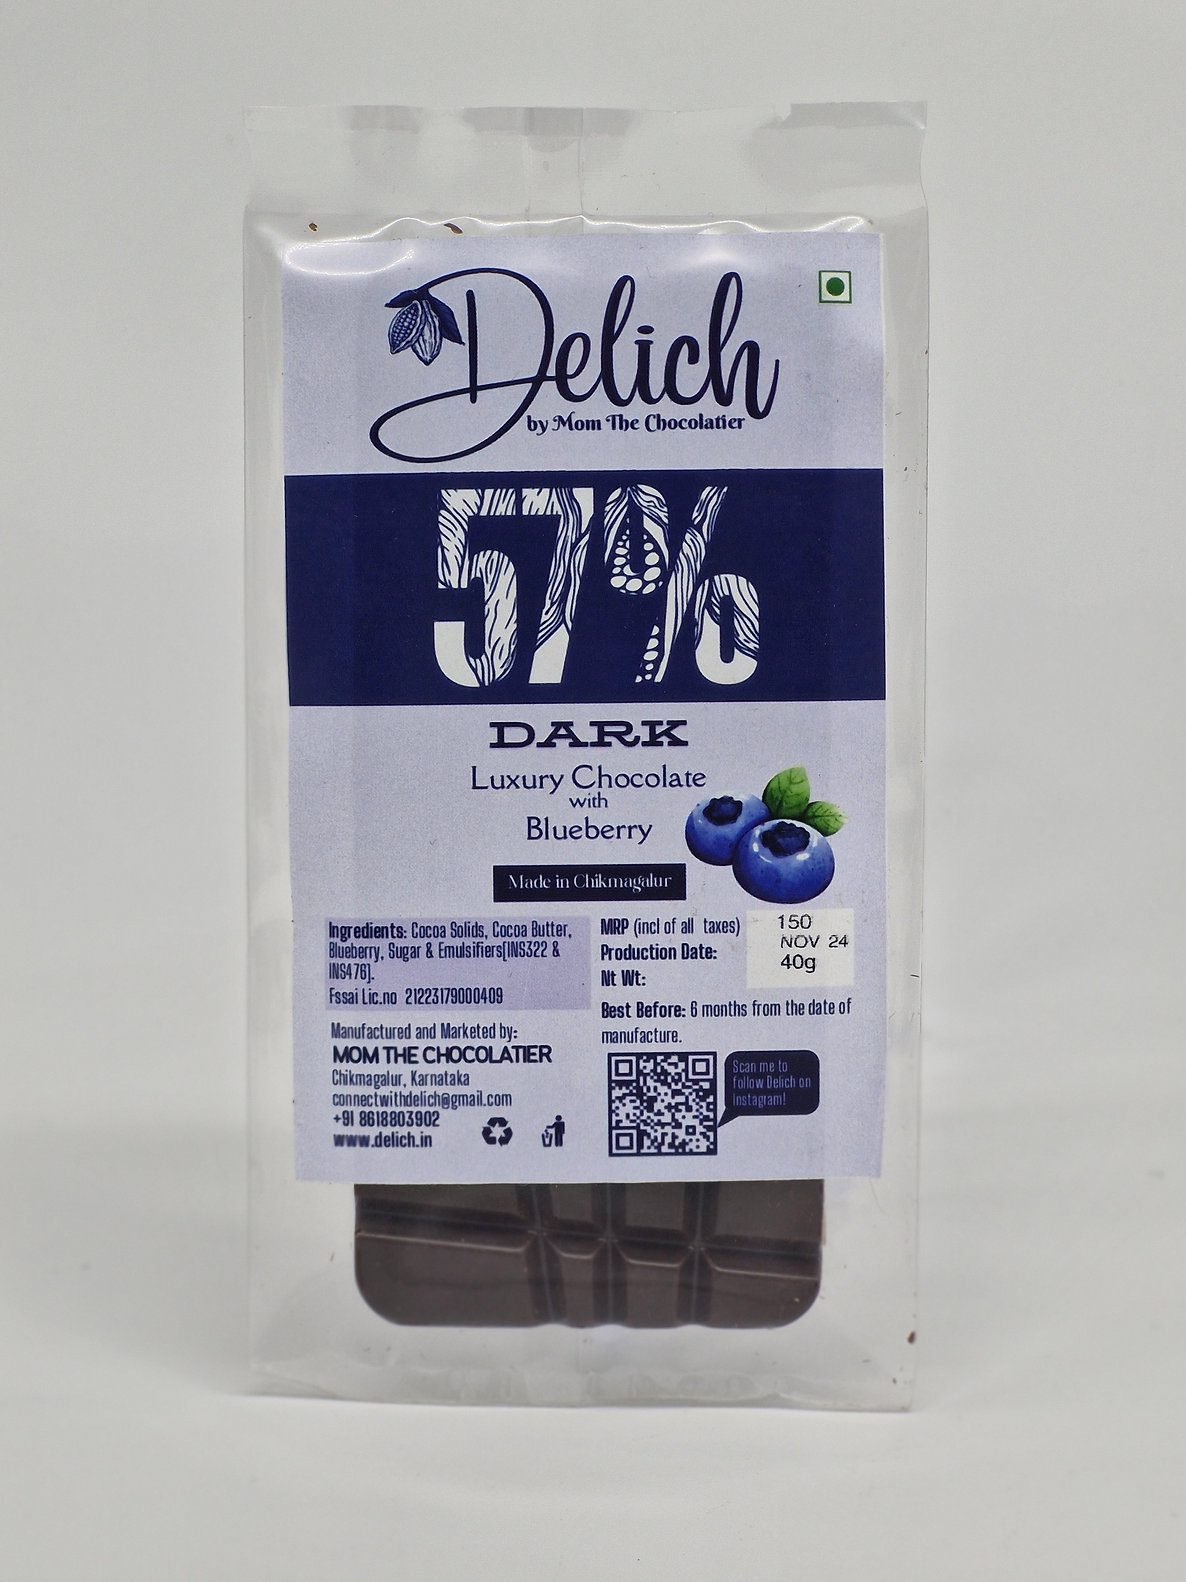 Delich
by Mom The Chocolatier
57%
DARK
Luxury Chocolate
with
Blueberry
Made in Chikmagalur
Ingredients: Cocoa Solids, Cocoa Butter,
Blueberry, Sugar & Emulsifiers[INS322 &
INS476].
Fssai Lic.no 21223179000409
Manufactured and Marketed by:
MOM THE CHOCOLATIER
Chikmagalur, Karnataka
connectwithdelich@gmail.com
+91 8618803902
www.delich.in
MRP (incl of all taxes) 150
Production Date: NOV 24
Nt Wt: 40g
Best Before: 6 months from the date of
manufacture.
Scan me to
follow Delich on
Instagram!